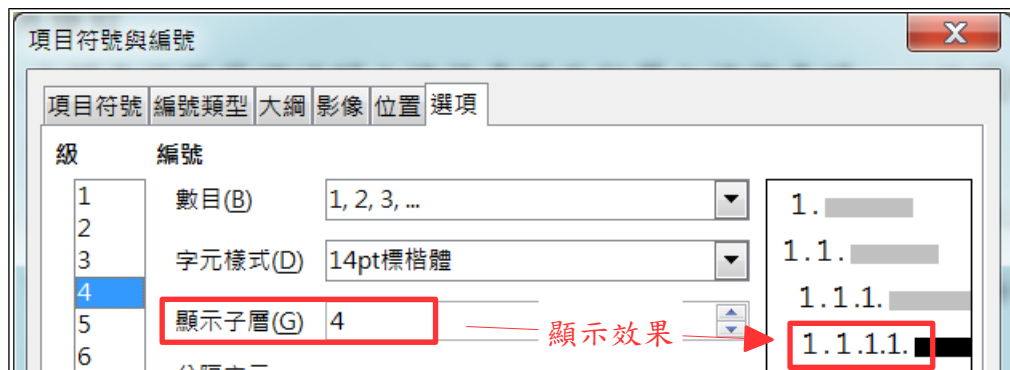 項目符號與編號
項目符號 編號類型 大綱 影像 位置 選項
級 編號
1
2
3
4
5
6
數目(B) 1, 2, 3, ...
字元樣式(D) 14pt標楷體
顯示子層(G) 4
顯示效果
1.
1.1.
1.1.1.
1.1.1.1.